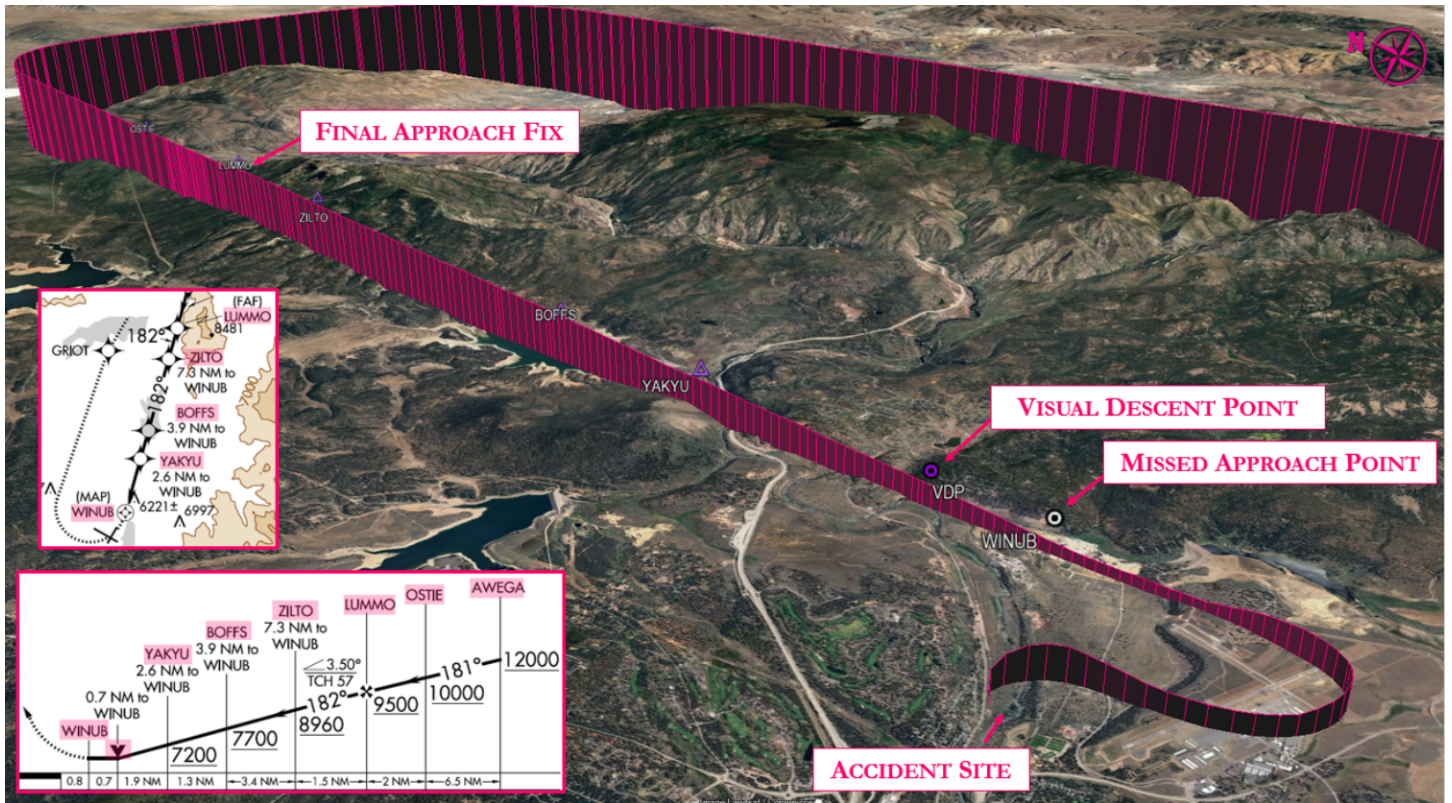 N
FINAL APPROACH FIX
OSTIE
LUMMO
ZILTO
BOFFS
YAKYU
VISUAL DESCENT POINT
MISSED APPROACH POINT
VDP
WINUB
ACCIDENT SITE
(FAF)
LUMMO
8481
182°
GRIOT
ZILTO
7.3 NM to
WINUB
182°
7000
BOFFS
3.9 NM to
WINUB
YAKYU
2.6 NM to
WINUB
(MAP)
WINUB
6221±
6997
AWEGA
OSTIE
LUMMO
ZILTO
7.3 NM to
WINUB
BOFFS
3.9 NM to
WINUB
YAKYU
2.6 NM to
WINUB
0.7 NM to
WINUB
WINUB
3.50°
TCH 57
182°
181°
12000
10000
9500
8960
7700
7200
0.8
0.7
1.9 NM
1.3 NM
3.4 NM
1.5 NM
2 NM
6.5 NM